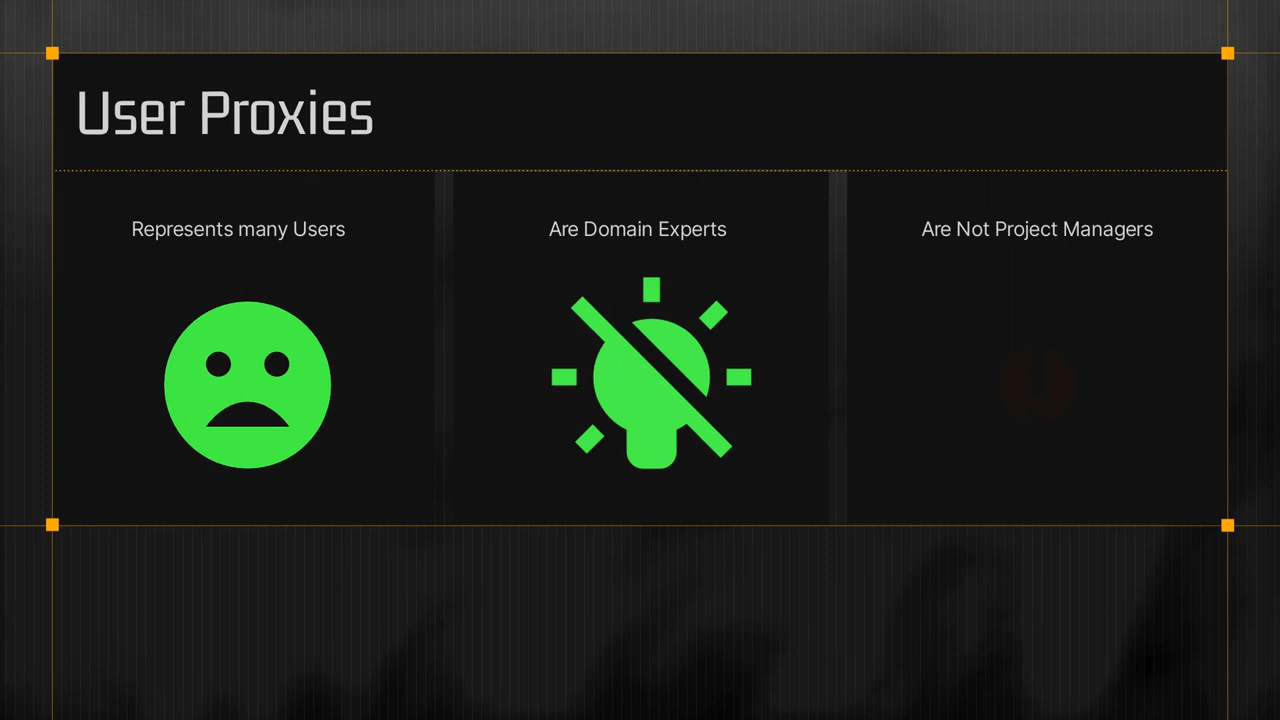 User Proxies
Represents many Users
Are Domain Experts
Are Not Project Managers